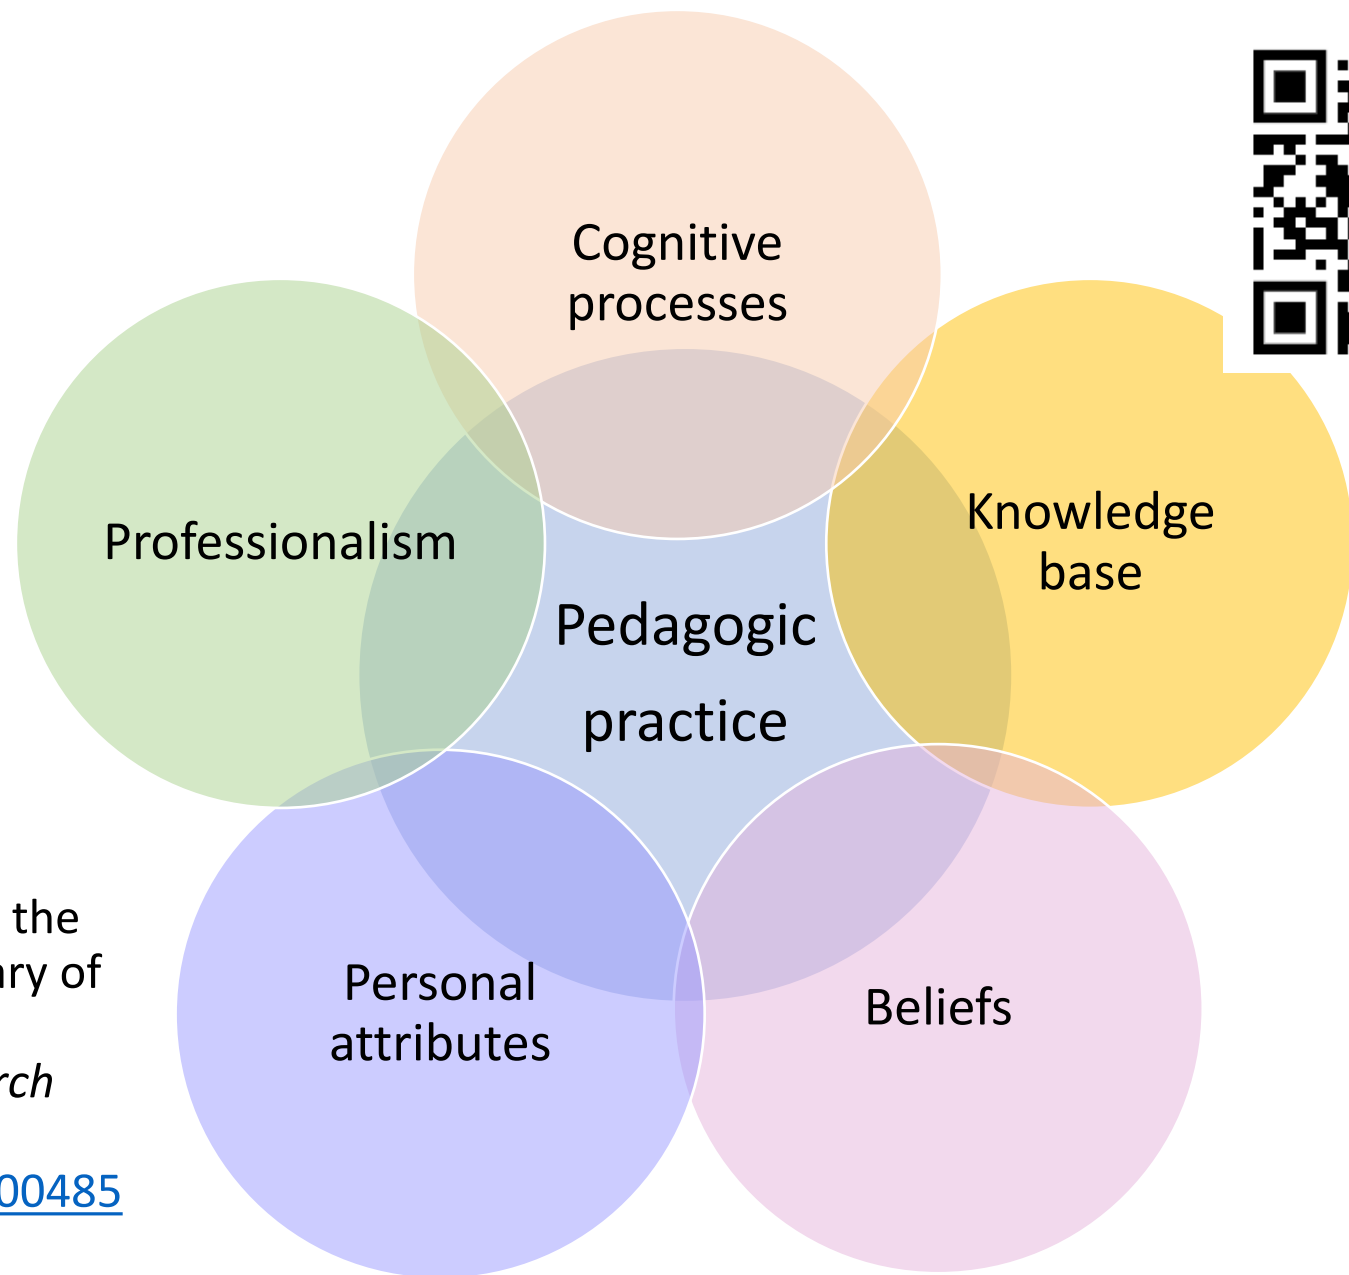 Cognitive
processes
Knowledge
base
Professionalism
Pedagogic
practice
the
ary of
Personal
attributes
Beliefs
rch
00485